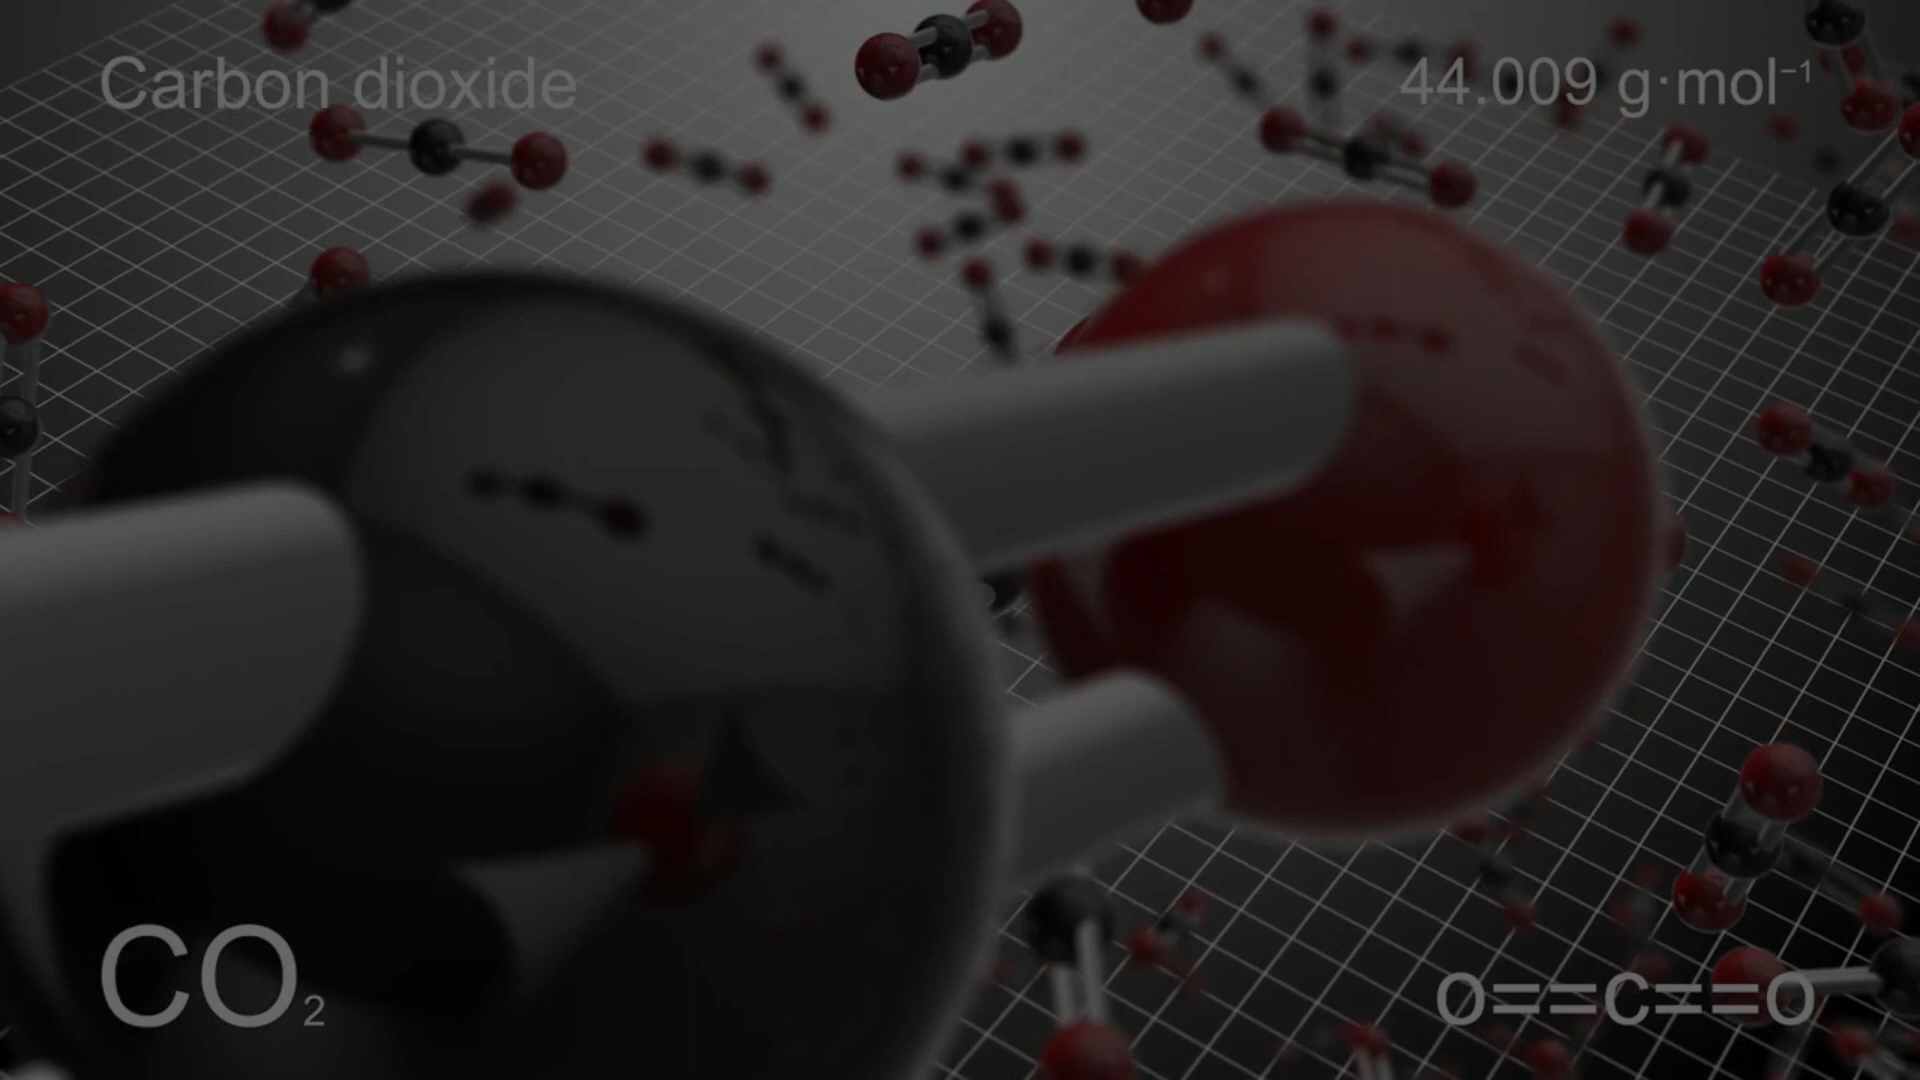 Carbon dioxide
44.009 g·mol⁻¹
CO₂
O==C==O